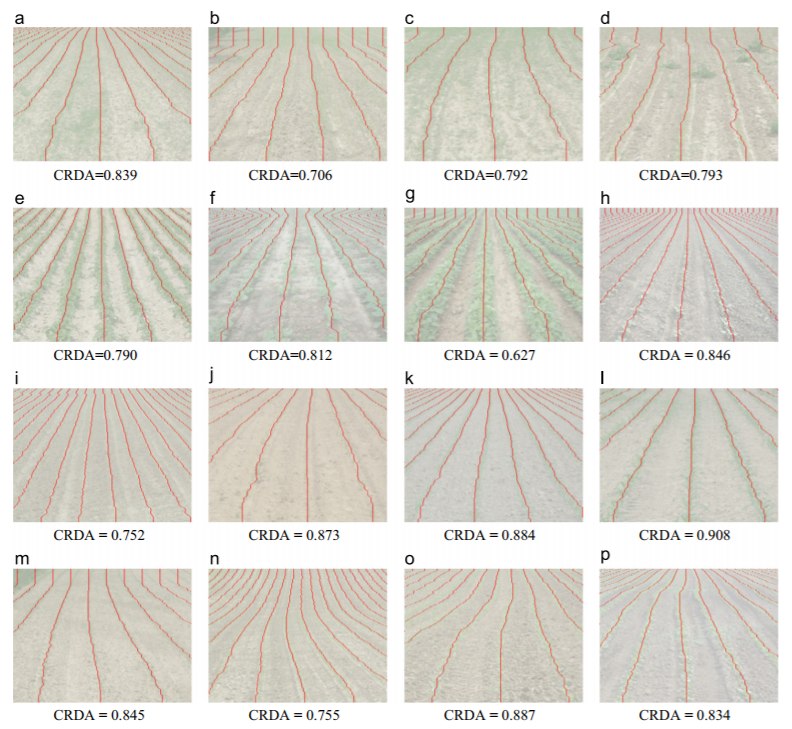 a b c d
CRDA=0.839 CRDA=0.706 CRDA=0.792 CRDA=0.793
e f g h
CRDA=0.790 CRDA=0.812 CRDA = 0.627 CRDA = 0.846
i j k l
CRDA = 0.752 CRDA = 0.873 CRDA = 0.884 CRDA = 0.908
m n o p
CRDA = 0.845 CRDA = 0.755 CRDA = 0.887 CRDA = 0.834